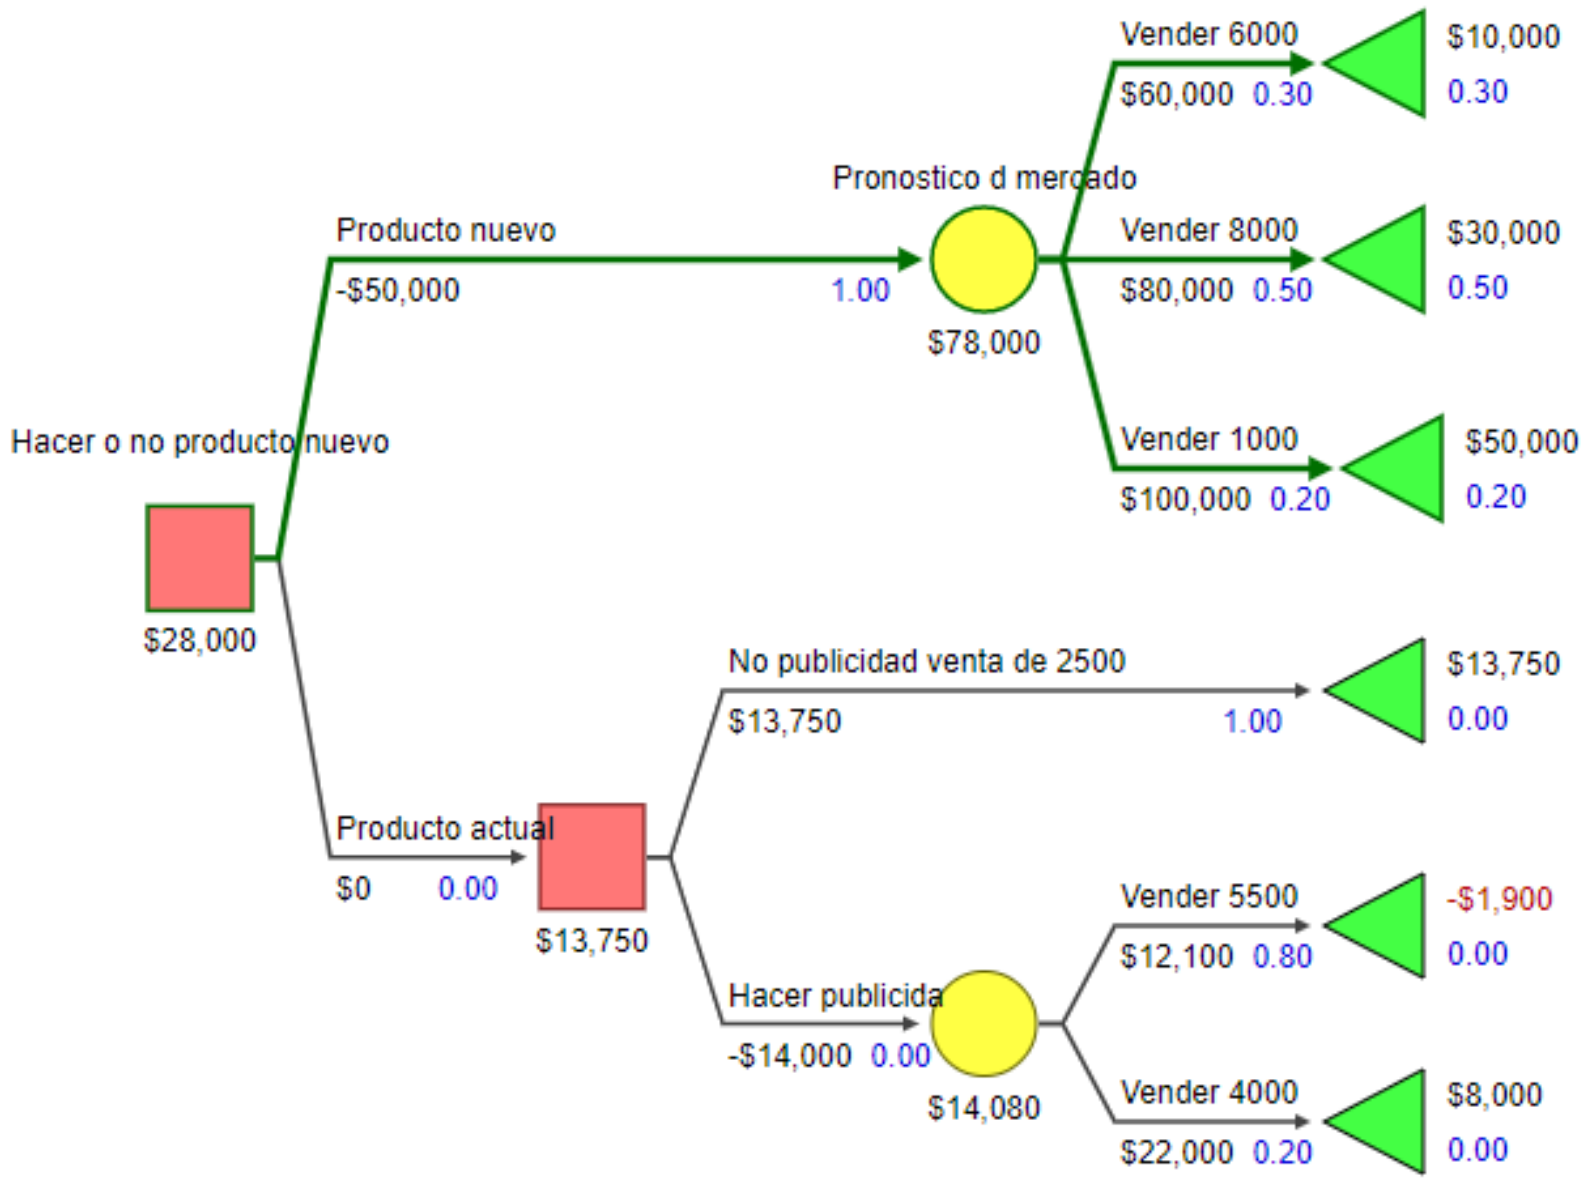 Vender 6000
$10,000
$60,000 0.30
0.30
Pronostico d mercado
Producto nuevo
Vender 8000
$30,000
-$50,000
1.00
$80,000 0.50
0.50
$78,000
Hacer o no producto nuevo
Vender 1000
$50,000
$100,000 0.20
0.20
$28,000
No publicidad venta de 2500
$13,750
$13,750
1.00
0.00
Producto actual
$0
0.00
$13,750
Vender 5500
-$1,900
$12,100 0.80
0.00
Hacer publicida
-$14,000 0.00
$14,080
Vender 4000
$8,000
$22,000 0.20
0.00